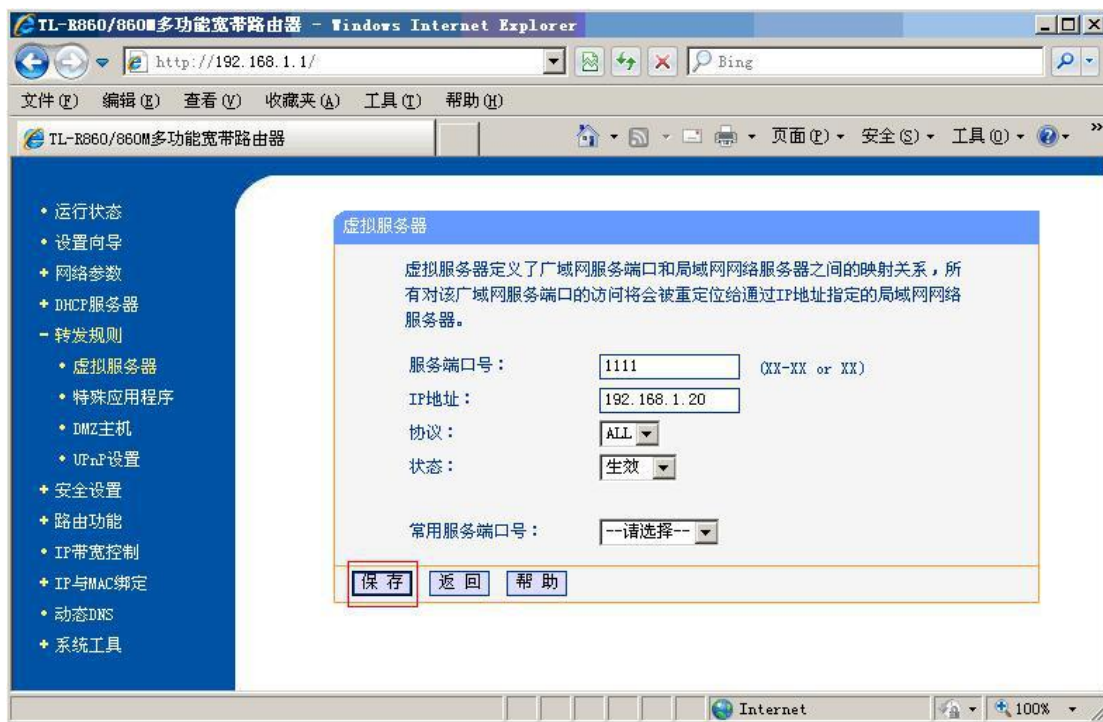 TL-R860/860M多功能宽带路由器 - Windows Internet Explorer
http://192.168.1.1/
Bing
文件(F) 编辑(E) 查看(V) 收藏夹(A) 工具(T) 帮助(H)
TL-R860/860M多功能宽带路由器
页面(P) 安全(S) 工具(O)
• 运行状态
• 设置向导
+ 网络参数
+ DHCP服务器
- 转发规则
• 虚拟服务器
• 特殊应用程序
• DMZ主机
• UPnP设置
+ 安全设置
+ 路由功能
• IP带宽控制
+ IP与MAC绑定
• 动态DNS
+ 系统工具
虚拟服务器
虚拟服务器定义了广域网服务端口和局域网网络服务器之间的映射关系，所
有对该广域网服务端口的访问将会被重定位给通过IP地址指定的局域网网络
服务器。
服务端口号： 1111 (XX-XX or XX)
IP地址： 192.168.1.20
协议： ALL
状态： 生效
常用服务端口号： --请选择--
保 存 返 回 帮 助
Internet 100%